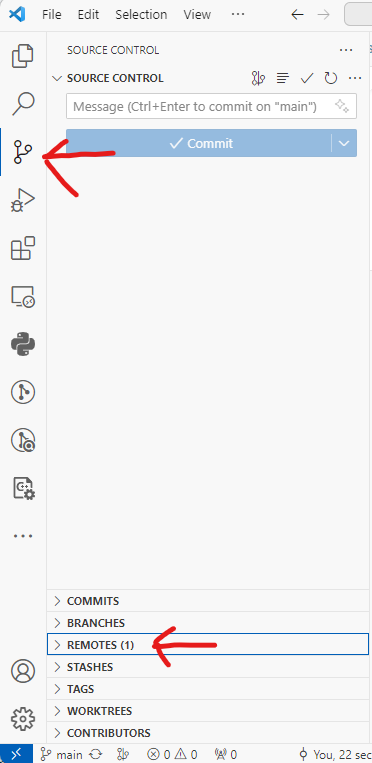 File Edit Selection View ···
SOURCE CONTROL ···
SOURCE CONTROL ···
Message (Ctrl+Enter to commit on "main")
Commit
COMMITS
BRANCHES
REMOTES (1)
STASHES
TAGS
WORKTREES
CONTRIBUTORS
main 0 0 0 You, 22 sec